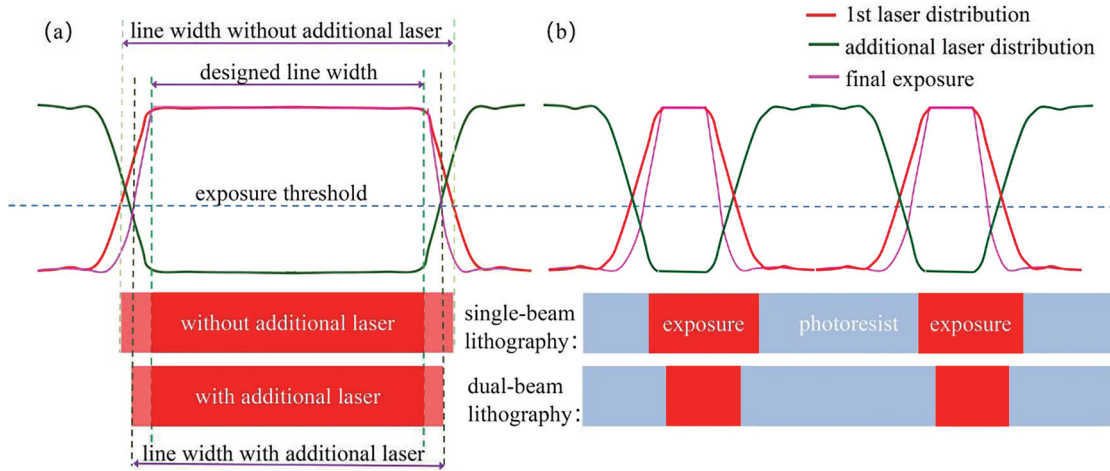 (a)
line width without additional laser
designed line width
exposure threshold
without additional laser
with additional laser
line width with additional laser
(b)
1st laser distribution
additional laser distribution
final exposure
single-beam
lithography:
exposure
photoresist
exposure
dual-beam
lithography: